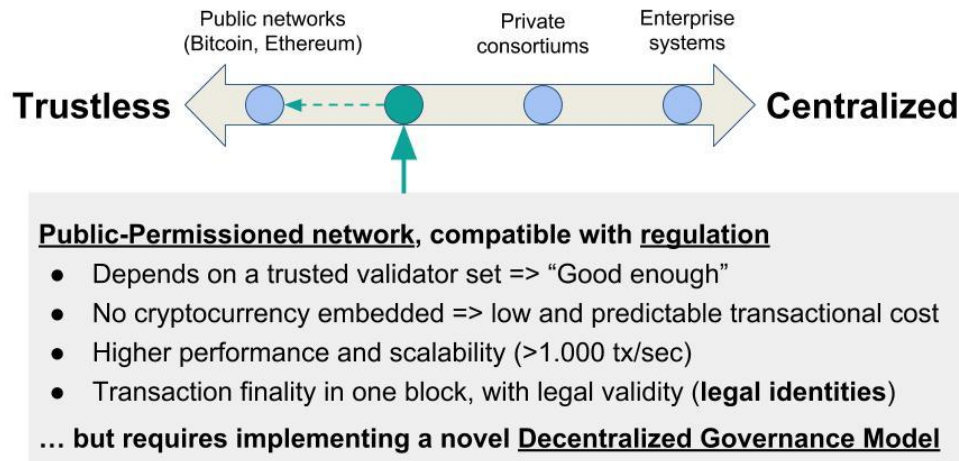 Public networks
(Bitcoin, Ethereum)
Private
consortiums
Enterprise
systems
Trustless
Centralized
Public-Permissioned network, compatible with regulation
● Depends on a trusted validator set => “Good enough”
● No cryptocurrency embedded => low and predictable transactional cost
● Higher performance and scalability (>1.000 tx/sec)
● Transaction finality in one block, with legal validity (legal identities)
… but requires implementing a novel Decentralized Governance Model